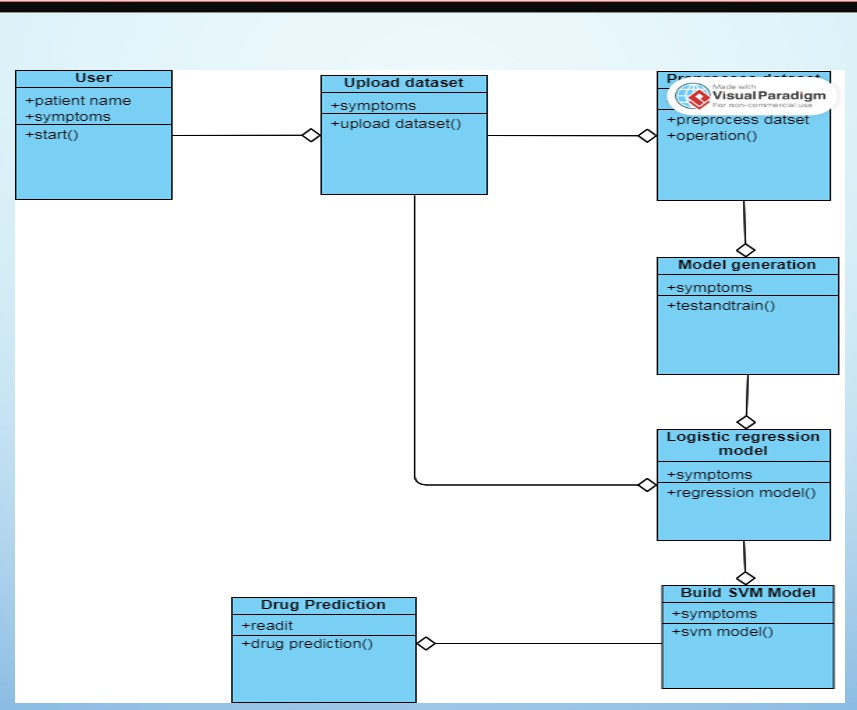 User
+patient name
+symptoms
+start()
Upload dataset
+symptoms
+upload dataset()
Made with
Visual Paradigm
For non-commercial use
+preprocess datset
+operation()
Model generation
+symptoms
+testandtrain()
Logistic regression
model
+symptoms
+regression model()
Build SVM Model
+symptoms
+svm model()
Drug Prediction
+readit
+drug prediction()